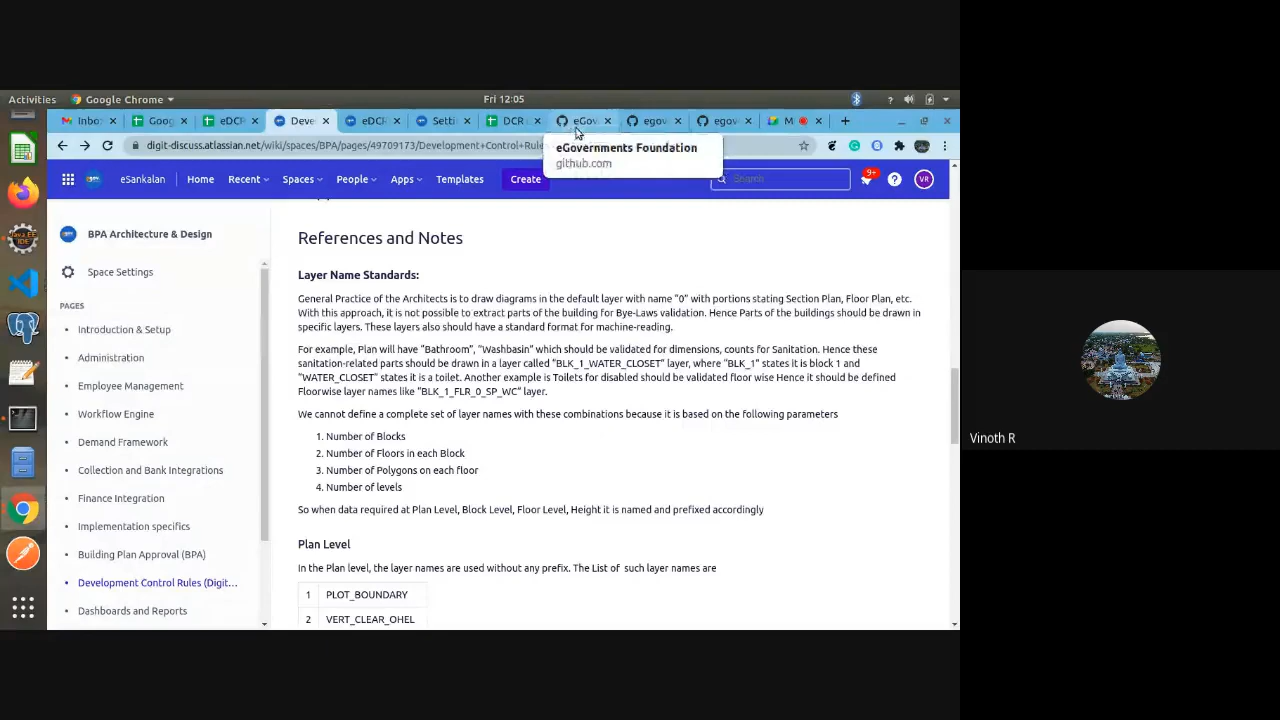 Activities
Google Chrome
Fri 12:05
?
Inbo
Goog
eDCR
Deve
eDCR
Setti
DCR
eGov
egov
egov
M
digit-discuss.atlassian.net/wiki/spaces/BPA/pages/49709173/Development+Control+Rule
eGovernments Foundation
github.com
eSankalan
Home
Recent
Spaces
People
Apps
Templates
Create
Search
9+
?
VR
BPA Architecture & Design
Space Settings
PAGES
Introduction & Setup
Administration
Employee Management
Workflow Engine
Demand Framework
Collection and Bank Integrations
Finance Integration
Implementation specifics
Building Plan Approval (BPA)
Development Control Rules (Digit...
Dashboards and Reports
References and Notes
Layer Name Standards:
General Practice of the Architects is to draw diagrams in the default layer with name "0" with portions stating Section Plan, Floor Plan, etc.
With this approach, it is not possible to extract parts of the building for Bye-Laws validation. Hence Parts of the buildings should be drawn in
specific layers. These layers also should have a standard format for machine-reading.
For example, Plan will have "Bathroom", "Washbasin" which should be validated for dimensions, counts for Sanitation. Hence these
sanitation-related parts should be drawn in a layer called "BLK_1_WATER_CLOSET" layer, where "BLK_1" states it is block 1 and
"WATER_CLOSET" states it is a toilet. Another example is Toilets for disabled should be validated floor wise Hence it should be defined
Floorwise layer names like "BLK_1_FLR_0_SP_WC" layer.
We cannot define a complete set of layer names with these combinations because it is based on the following parameters
1. Number of Blocks
2. Number of Floors in each Block
3. Number of Polygons on each floor
4. Number of levels
So when data required at Plan Level, Block Level, Floor Level, Height it is named and prefixed accordingly
Plan Level
In the Plan level, the layer names are used without any prefix. The List of such layer names are
1 PLOT_BOUNDARY
2 VERT_CLEAR_OHEL
Vinoth R